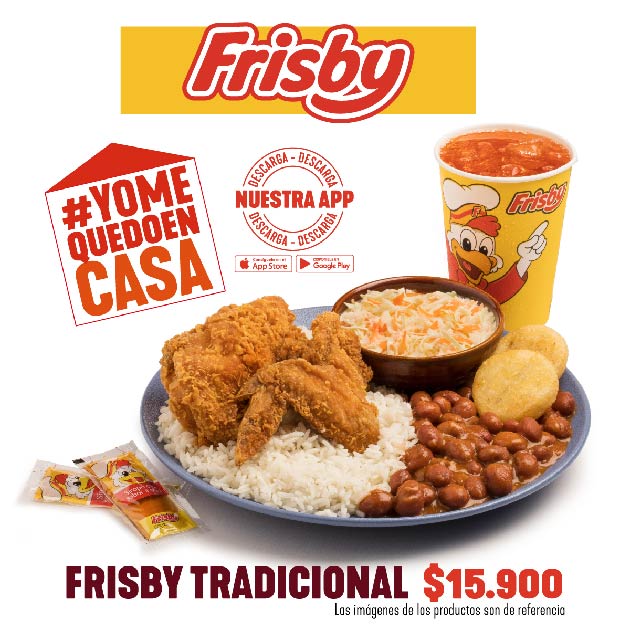 Frisby
#YOME
QUEDOEN
CASA
DESCARGA - DESCARGA
NUESTRA APP
DESCARGA - DESCARGA
App Store
Google Play
Frisby
FRISBY TRADICIONAL $15.900
Las imágenes de los productos son de referencia